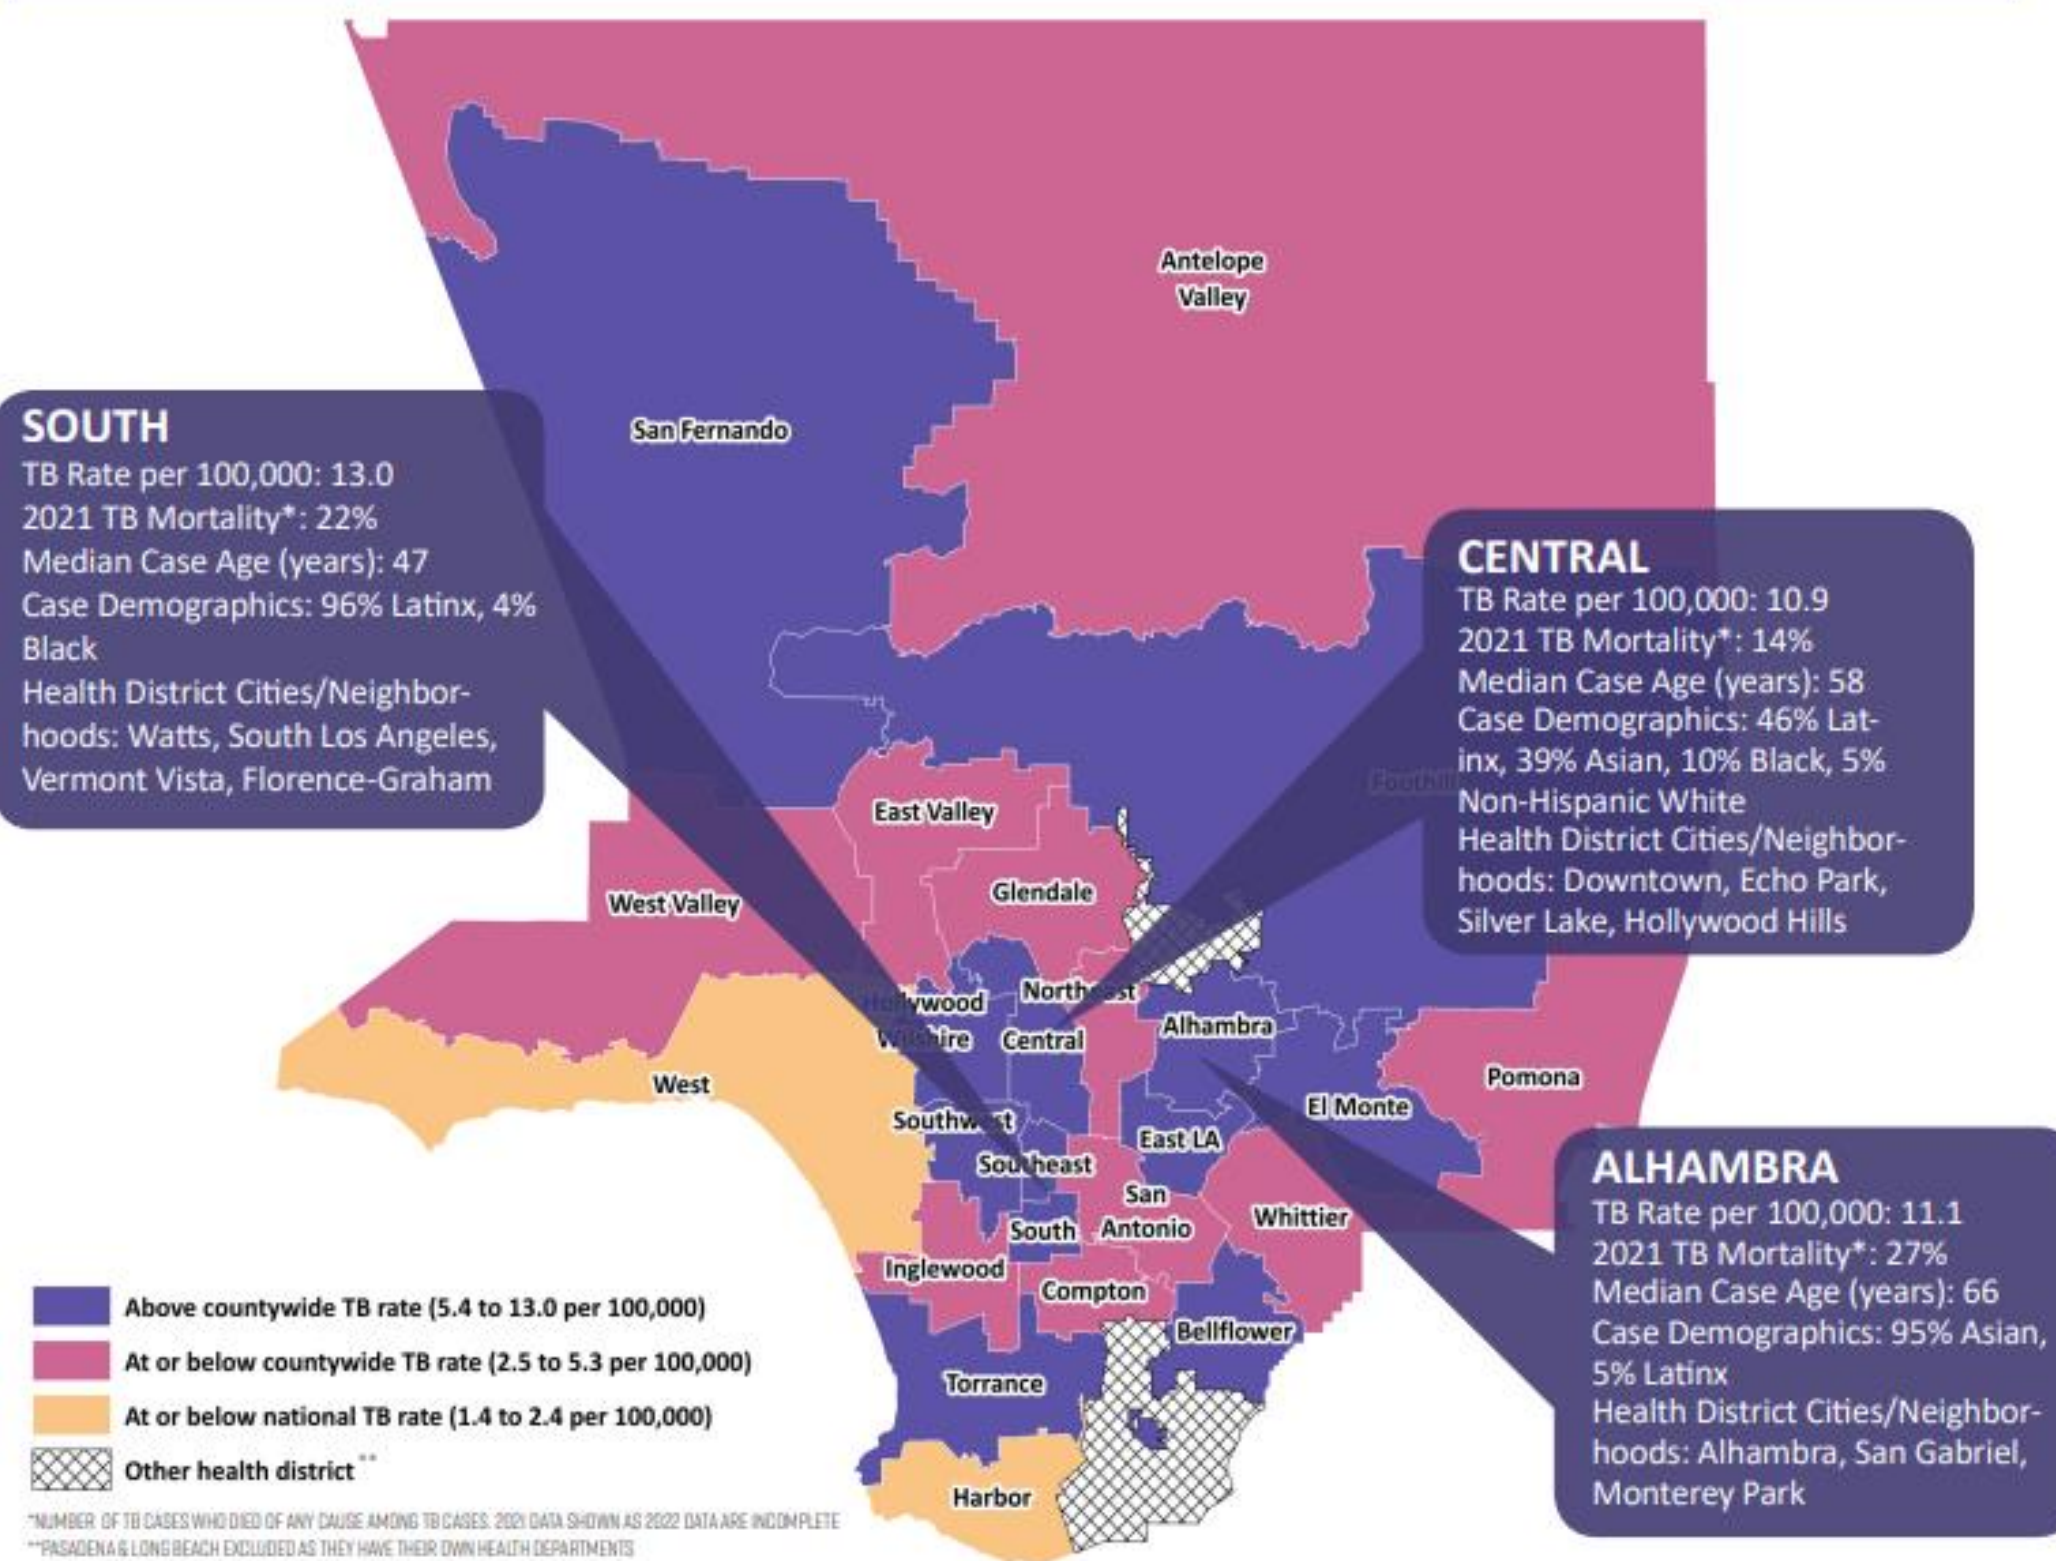 Antelope
Valley
San Fernando
SOUTH
TB Rate per 100,000: 13.0
2021 TB Mortality*: 22%
Median Case Age (years): 47
Case Demographics: 96% Latinx, 4%
Black
Health District Cities/Neighbor-
hoods: Watts, South Los Angeles,
Vermont Vista, Florence-Graham
CENTRAL
TB Rate per 100,000: 10.9
2021 TB Mortality*: 14%
Median Case Age (years): 58
Case Demographics: 46% Lat-
inx, 39% Asian, 10% Black, 5%
Non-Hispanic White
Health District Cities/Neighbor-
hoods: Downtown, Echo Park,
Silver Lake, Hollywood Hills
Foothill
East Valley
Glendale
West Valley
Hollywood
Wilshire
Northeast
Central
Alhambra
West
Pomona
El Monte
Southwest
East LA
Southeast
San
Antonio
South
Whittier
Inglewood
Compton
Bellflower
Torrance
Harbor
ALHAMBRA
TB Rate per 100,000: 11.1
2021 TB Mortality*: 27%
Median Case Age (years): 66
Case Demographics: 95% Asian,
5% Latinx
Health District Cities/Neighbor-
hoods: Alhambra, San Gabriel,
Monterey Park
Above countywide TB rate (5.4 to 13.0 per 100,000)
At or below countywide TB rate (2.5 to 5.3 per 100,000)
At or below national TB rate (1.4 to 2.4 per 100,000)
Other health district**
*NUMBER OF TB CASES WHO DIED OF ANY CAUSE AMONG TB CASES. 2021 DATA SHOWN AS 2022 DATA ARE INCOMPLETE
**PASADENA & LONG BEACH EXCLUDED AS THEY HAVE THEIR OWN HEALTH DEPARTMENTS